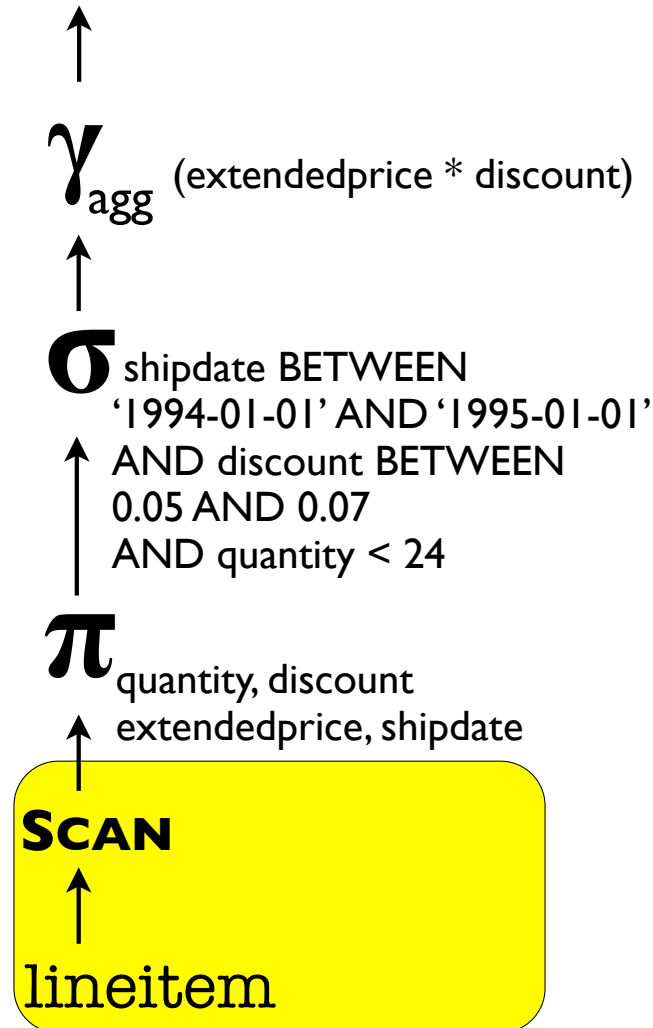 γagg (extendedprice * discount)
σ shipdate BETWEEN
‘1994-01-01’ AND ‘1995-01-01’
AND discount BETWEEN
0.05 AND 0.07
AND quantity < 24
π quantity, discount
extendedprice, shipdate
SCAN
lineitem